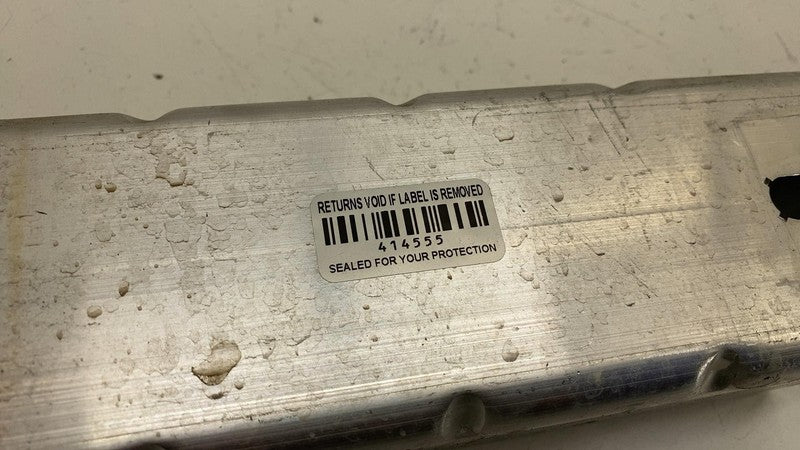 RETURNS VOID IF LABEL IS REMOVED
414555
SEALED FOR YOUR PROTECTION